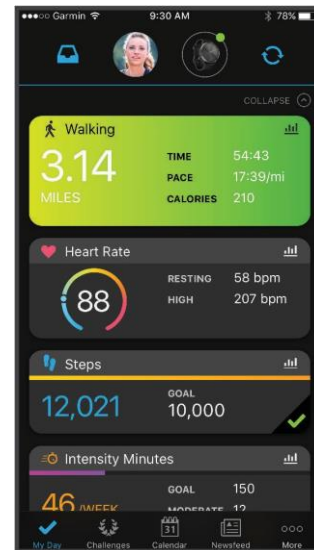 Garmin 9:30 AM 78%
COLLAPSE
Walking
3.14
MILES
TIME 54:43
PACE 17:39/mi
CALORIES 210
Heart Rate
88
RESTING 58 bpm
HIGH 207 bpm
Steps
12,021
GOAL
10,000
Intensity Minutes
46 /WEEK
GOAL 150
MODERATE 12
31
My Day Challenges Calendar Newsfeed More